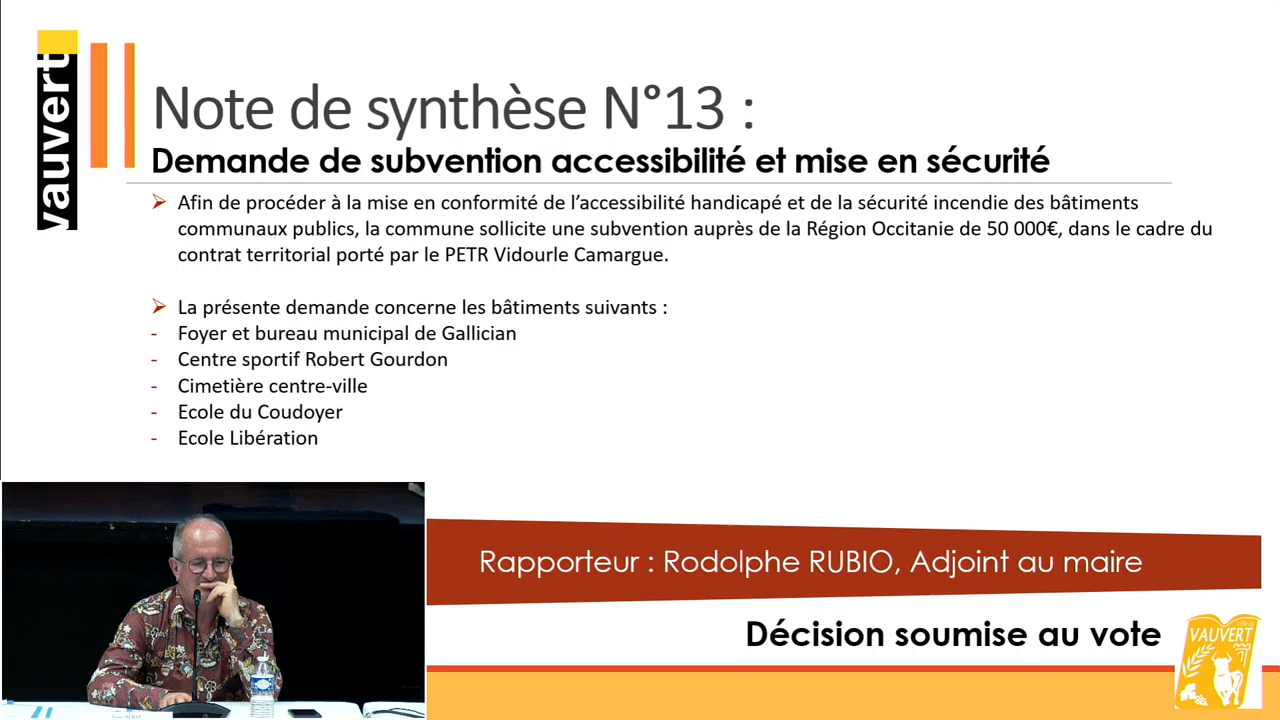 vauvert
Note de synthèse N°13 :
Demande de subvention accessibilité et mise en sécurité
Afin de procéder à la mise en conformité de l'accessibilité handicapé et de la sécurité incendie des bâtiments
communaux publics, la commune sollicite une subvention auprès de la Région Occitanie de 50 000€, dans le cadre du
contrat territorial porté par le PETR Vidourle Camargue.
La présente demande concerne les bâtiments suivants :
- Foyer et bureau municipal de Gallician
- Centre sportif Robert Gourdon
- Cimetière centre-ville
- Ecole du Coudoyer
- Ecole Libération
Rapporteur : Rodolphe RUBIO, Adjoint au maire
Décision soumise au vote
VAUVERT